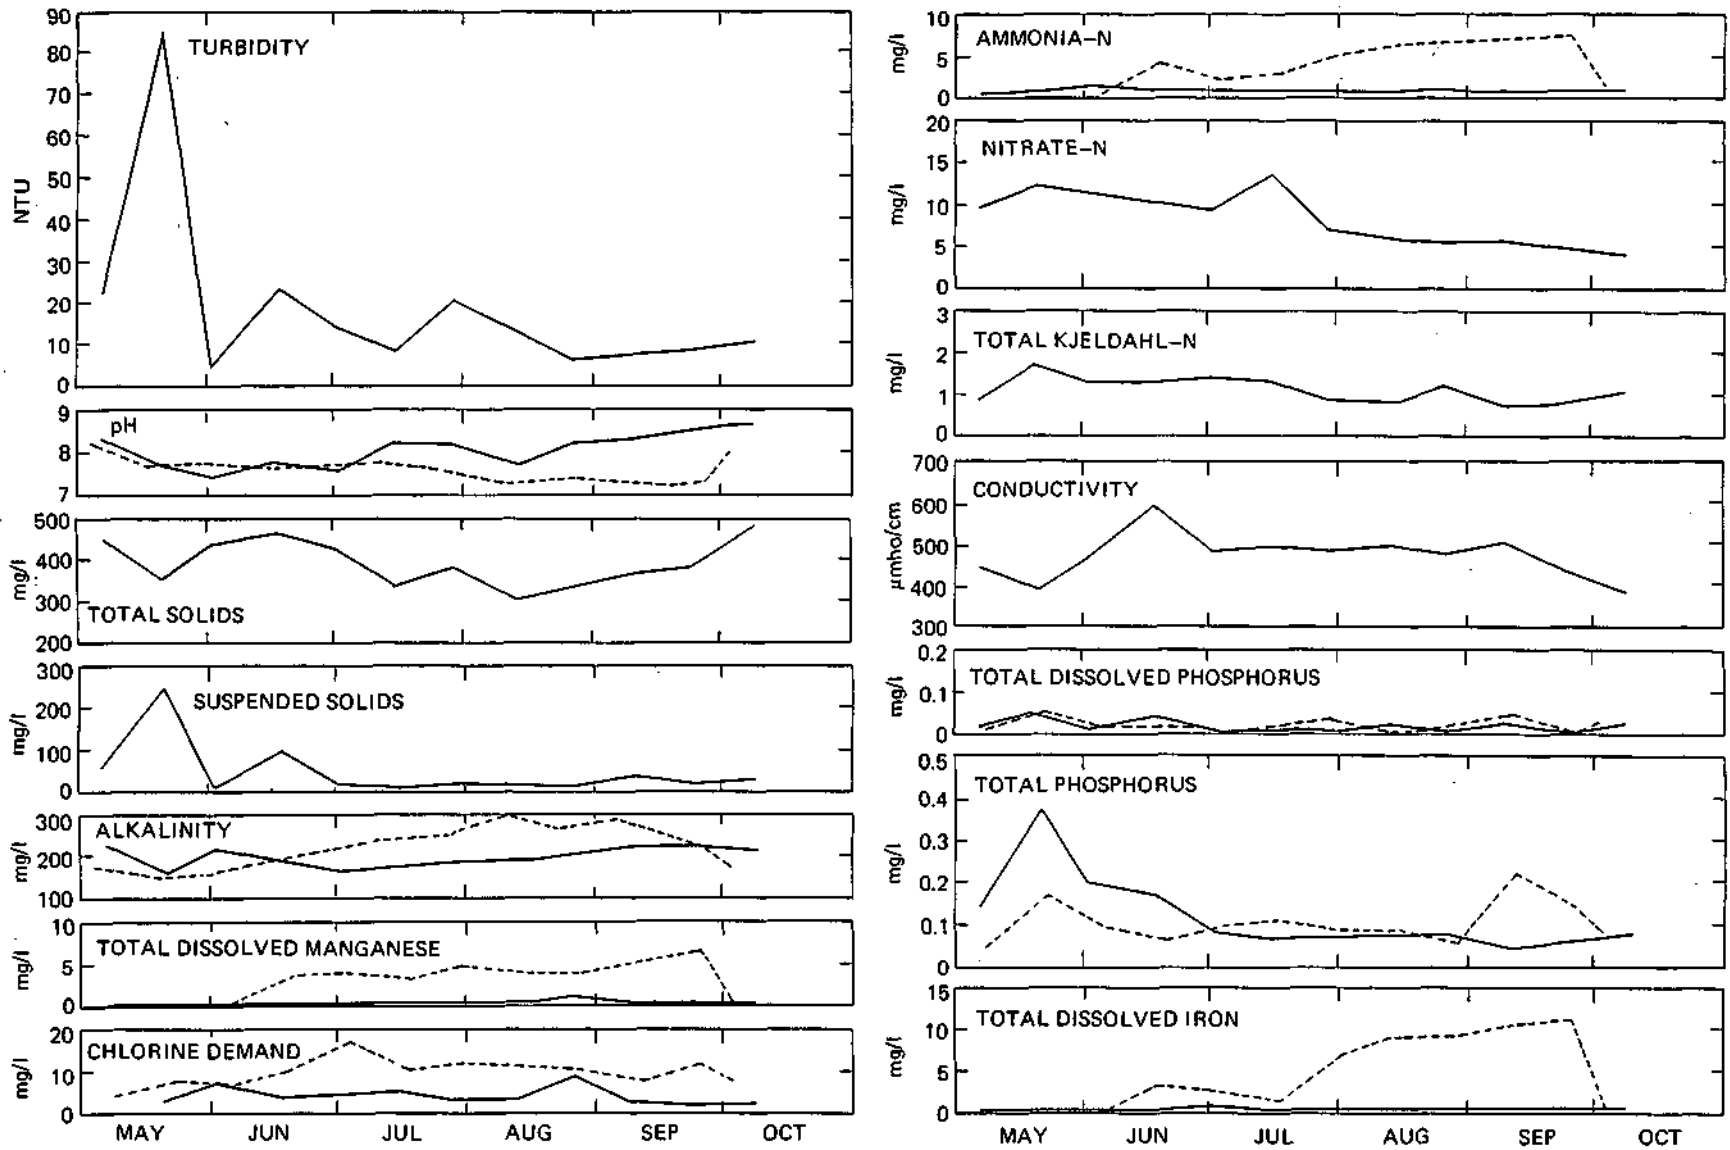 90
80
70
60
50
40
30
20
10
0
NTU
TURBIDITY
9
8
7
pH
500
400
300
200
mg/l
TOTAL SOLIDS
300
200
100
0
mg/l
SUSPENDED SOLIDS
300
200
100
mg/l
ALKALINITY
10
5
0
mg/l
TOTAL DISSOLVED MANGANESE
20
10
0
mg/l
CHLORINE DEMAND
MAY JUN JUL AUG SEP OCT
10
5
0
mg/l
AMMONIA–N
20
15
10
5
0
mg/l
NITRATE–N
3
2
1
0
mg/l
TOTAL KJELDAHL–N
700
600
500
400
300
µmho/cm
CONDUCTIVITY
0.2
0.1
0
mg/l
TOTAL DISSOLVED PHOSPHORUS
0.5
0.4
0.3
0.2
0.1
0
mg/l
TOTAL PHOSPHORUS
15
10
5
0
mg/l
TOTAL DISSOLVED IRON
MAY JUN JUL AUG SEP OCT